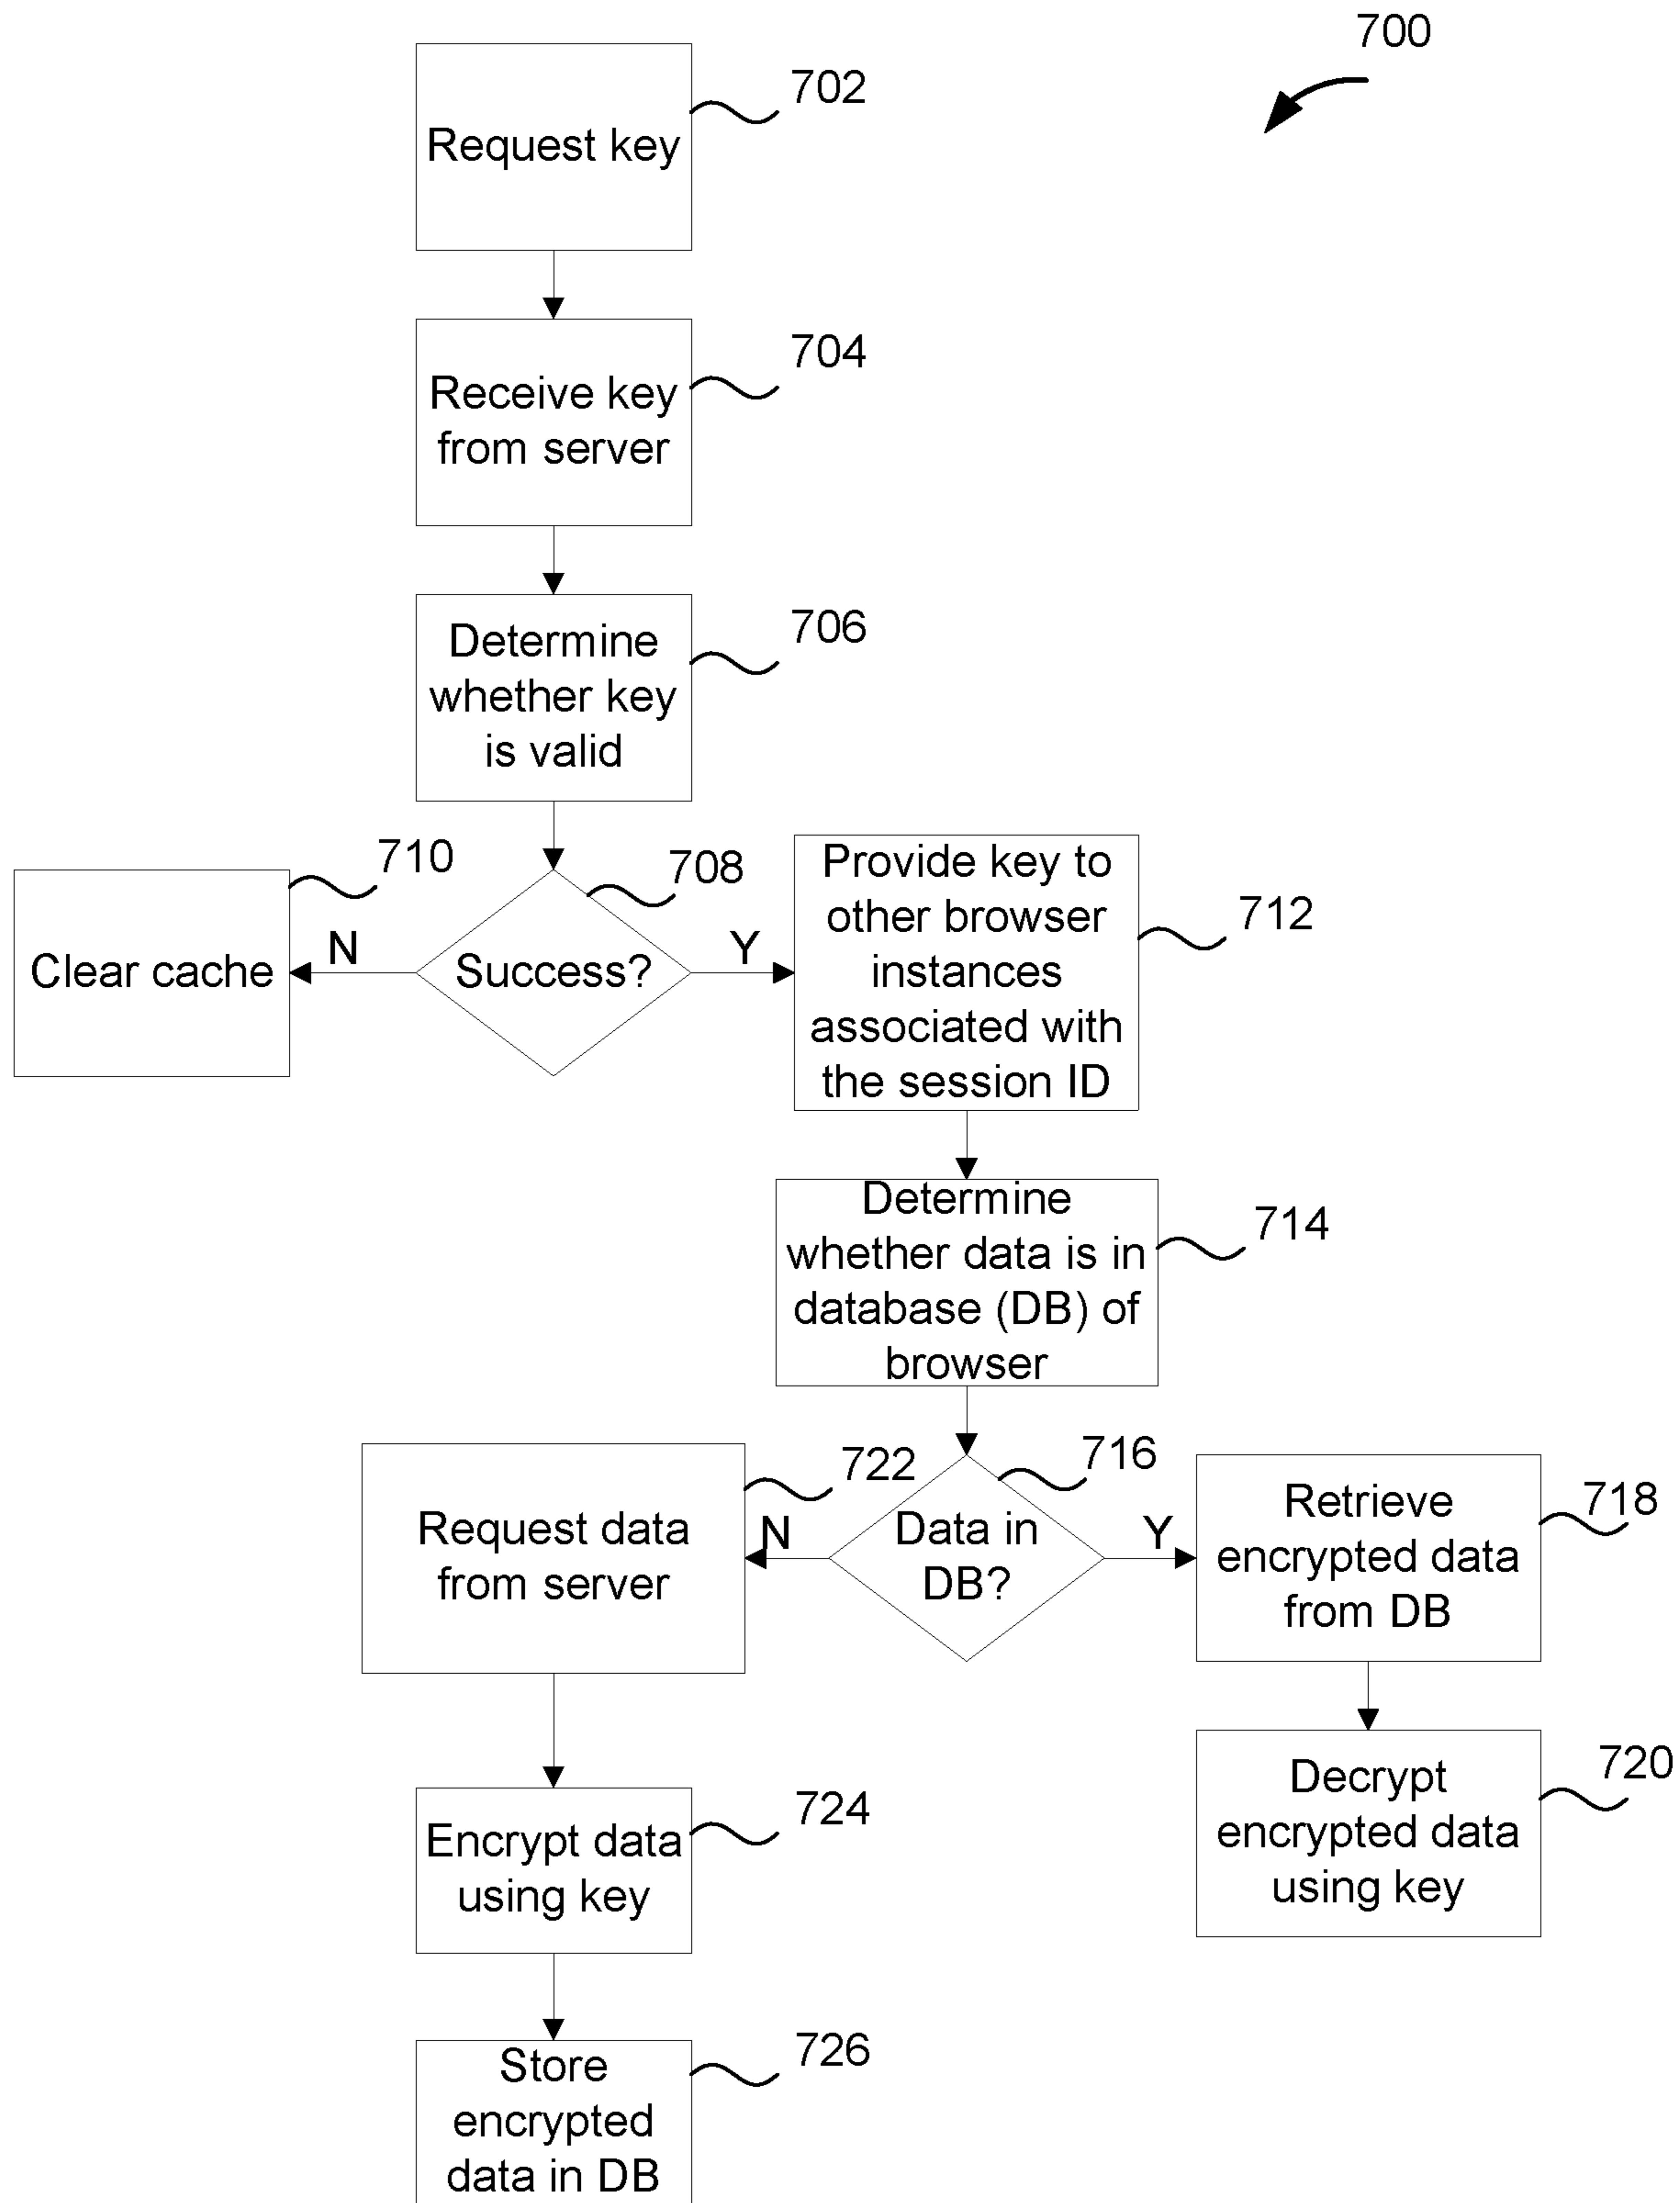 700
702
Request key
704
Receive key
from server
706
Determine
whether key
is valid
710
708
Clear cache
N
Success?
Y
Provide key to
other browser
instances
associated with
the session ID
712
Determine
whether data is in
database (DB) of
browser
714
722
716
718
Request data
from server
N
Data in
DB?
Y
Retrieve
encrypted data
from DB
Decrypt
encrypted data
using key
720
Encrypt data
using key
724
Store
encrypted
data in DB
726